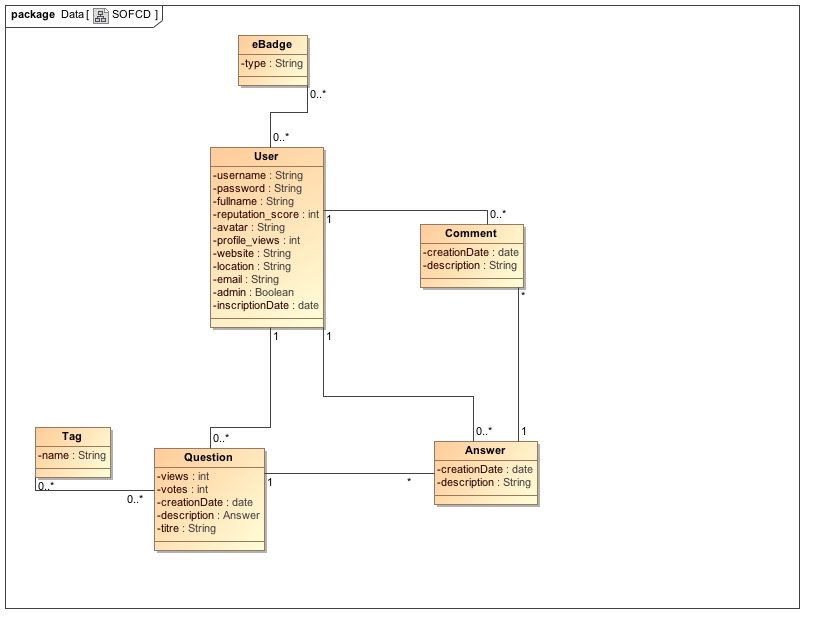 package Data[ SOFCD ]
eBadge
-type : String
0..*
0..*
User
-username : String
-password : String
-fullname : String
-reputation_score : int
-avatar : String
-profile_views : int
-website : String
-location : String
-email : String
-admin : Boolean
-inscriptionDate : date
1
0..*
Comment
-creationDate : date
-description : String
*
1
1
1
0..*
0..*
Tag
-name : String
0..*
0..*
Question
-views : int
-votes : int
-creationDate : date
-description : Answer
-titre : String
1
*
Answer
-creationDate : date
-description : String